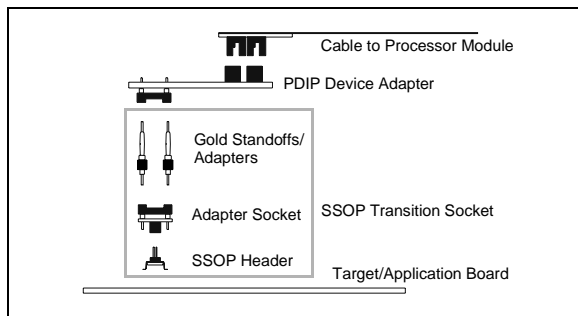 Cable to Processor Module
PDIP Device Adapter
Gold Standoffs/
Adapters
Adapter Socket
SSOP Transition Socket
SSOP Header
Target/Application Board